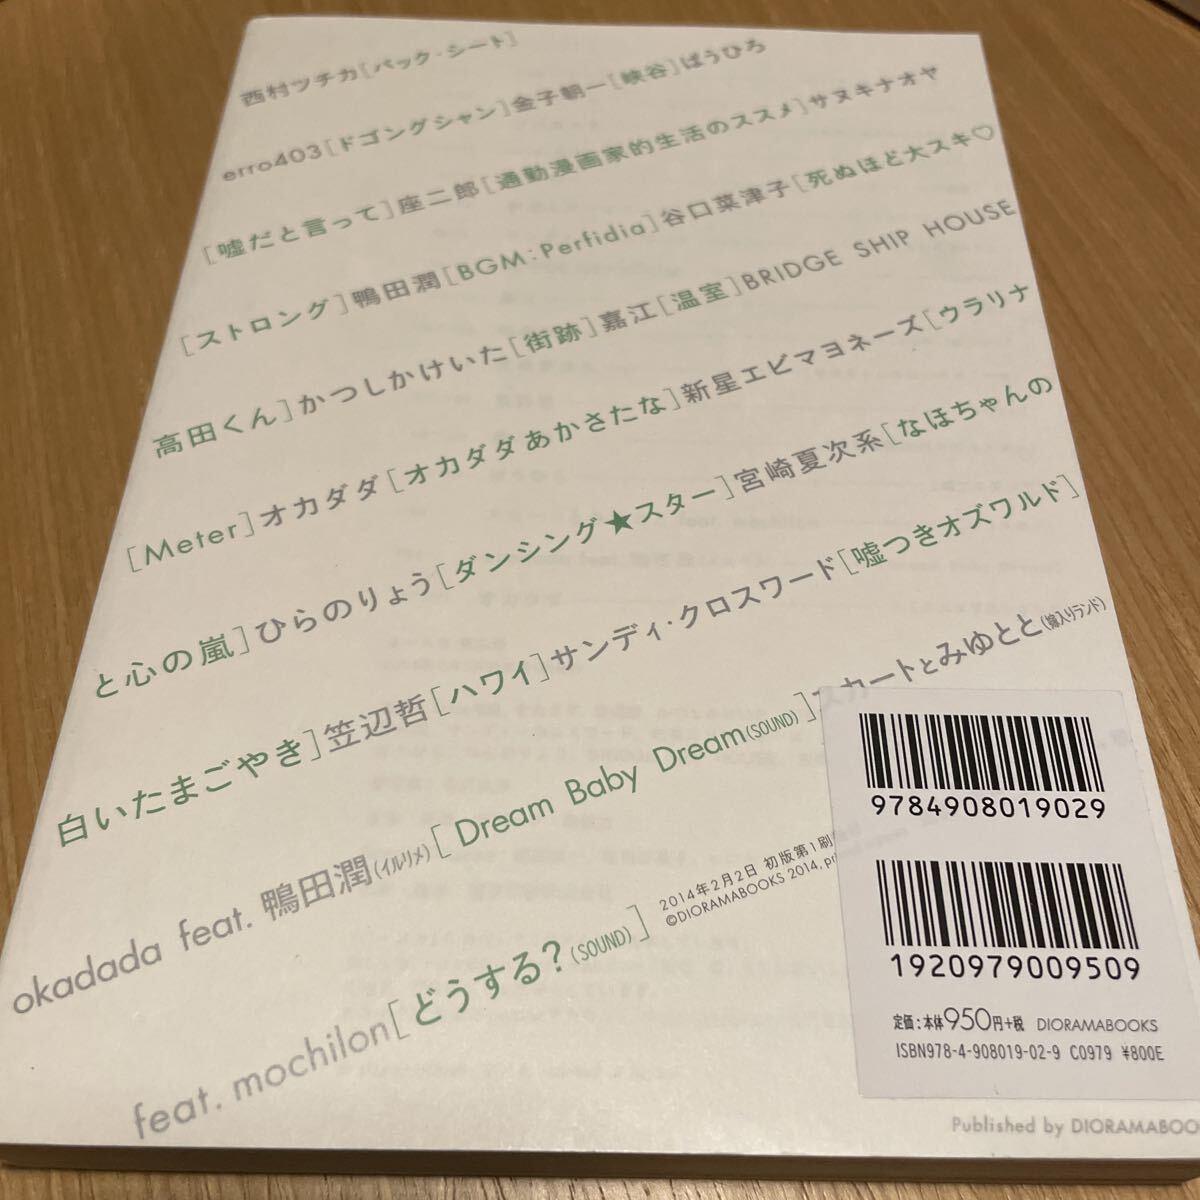 西村ツチカ[バック・シート]
erro403[ドゴングシャン]金子朝一[峡谷]ばうひろ
[嘘だと言って]座二郎[通勤漫画家的生活のススメ]サヌキナオヤ
[ストロング]鴨田潤[BGM:Perfidia]谷口菜津子[死ぬほど大スキ♡
高田くん]かつしかけいた[街跡]嘉江[温室]BRIDGE SHIP HOUSE
[Meter]オカダダ[オカダダあかさたな]新星エビマヨネーズ[ウラリナ
と心の嵐]ひらのりょう[ダンシング★スター]宮崎夏次系[なほちゃんの
白いたまごやき]笠辺哲[ハワイ]サンディ・クロスワード[嘘つきオズワルド]
okadada feat. 鴨田潤(イルリメ)[Dream Baby Dream(SOUND)]スカートとみゆとと(嫁入りランド)
feat. mochilon[どうする?(SOUND)]
2014年2月2日 初版第1刷
©DIORAMABOOKS 2014,
9784908019029
1920979009509
定価:本体950円+税 DIORAMABOOKS
ISBN978-4-908019-02-9 C0979 ¥800E
Published by DIORAMABOO